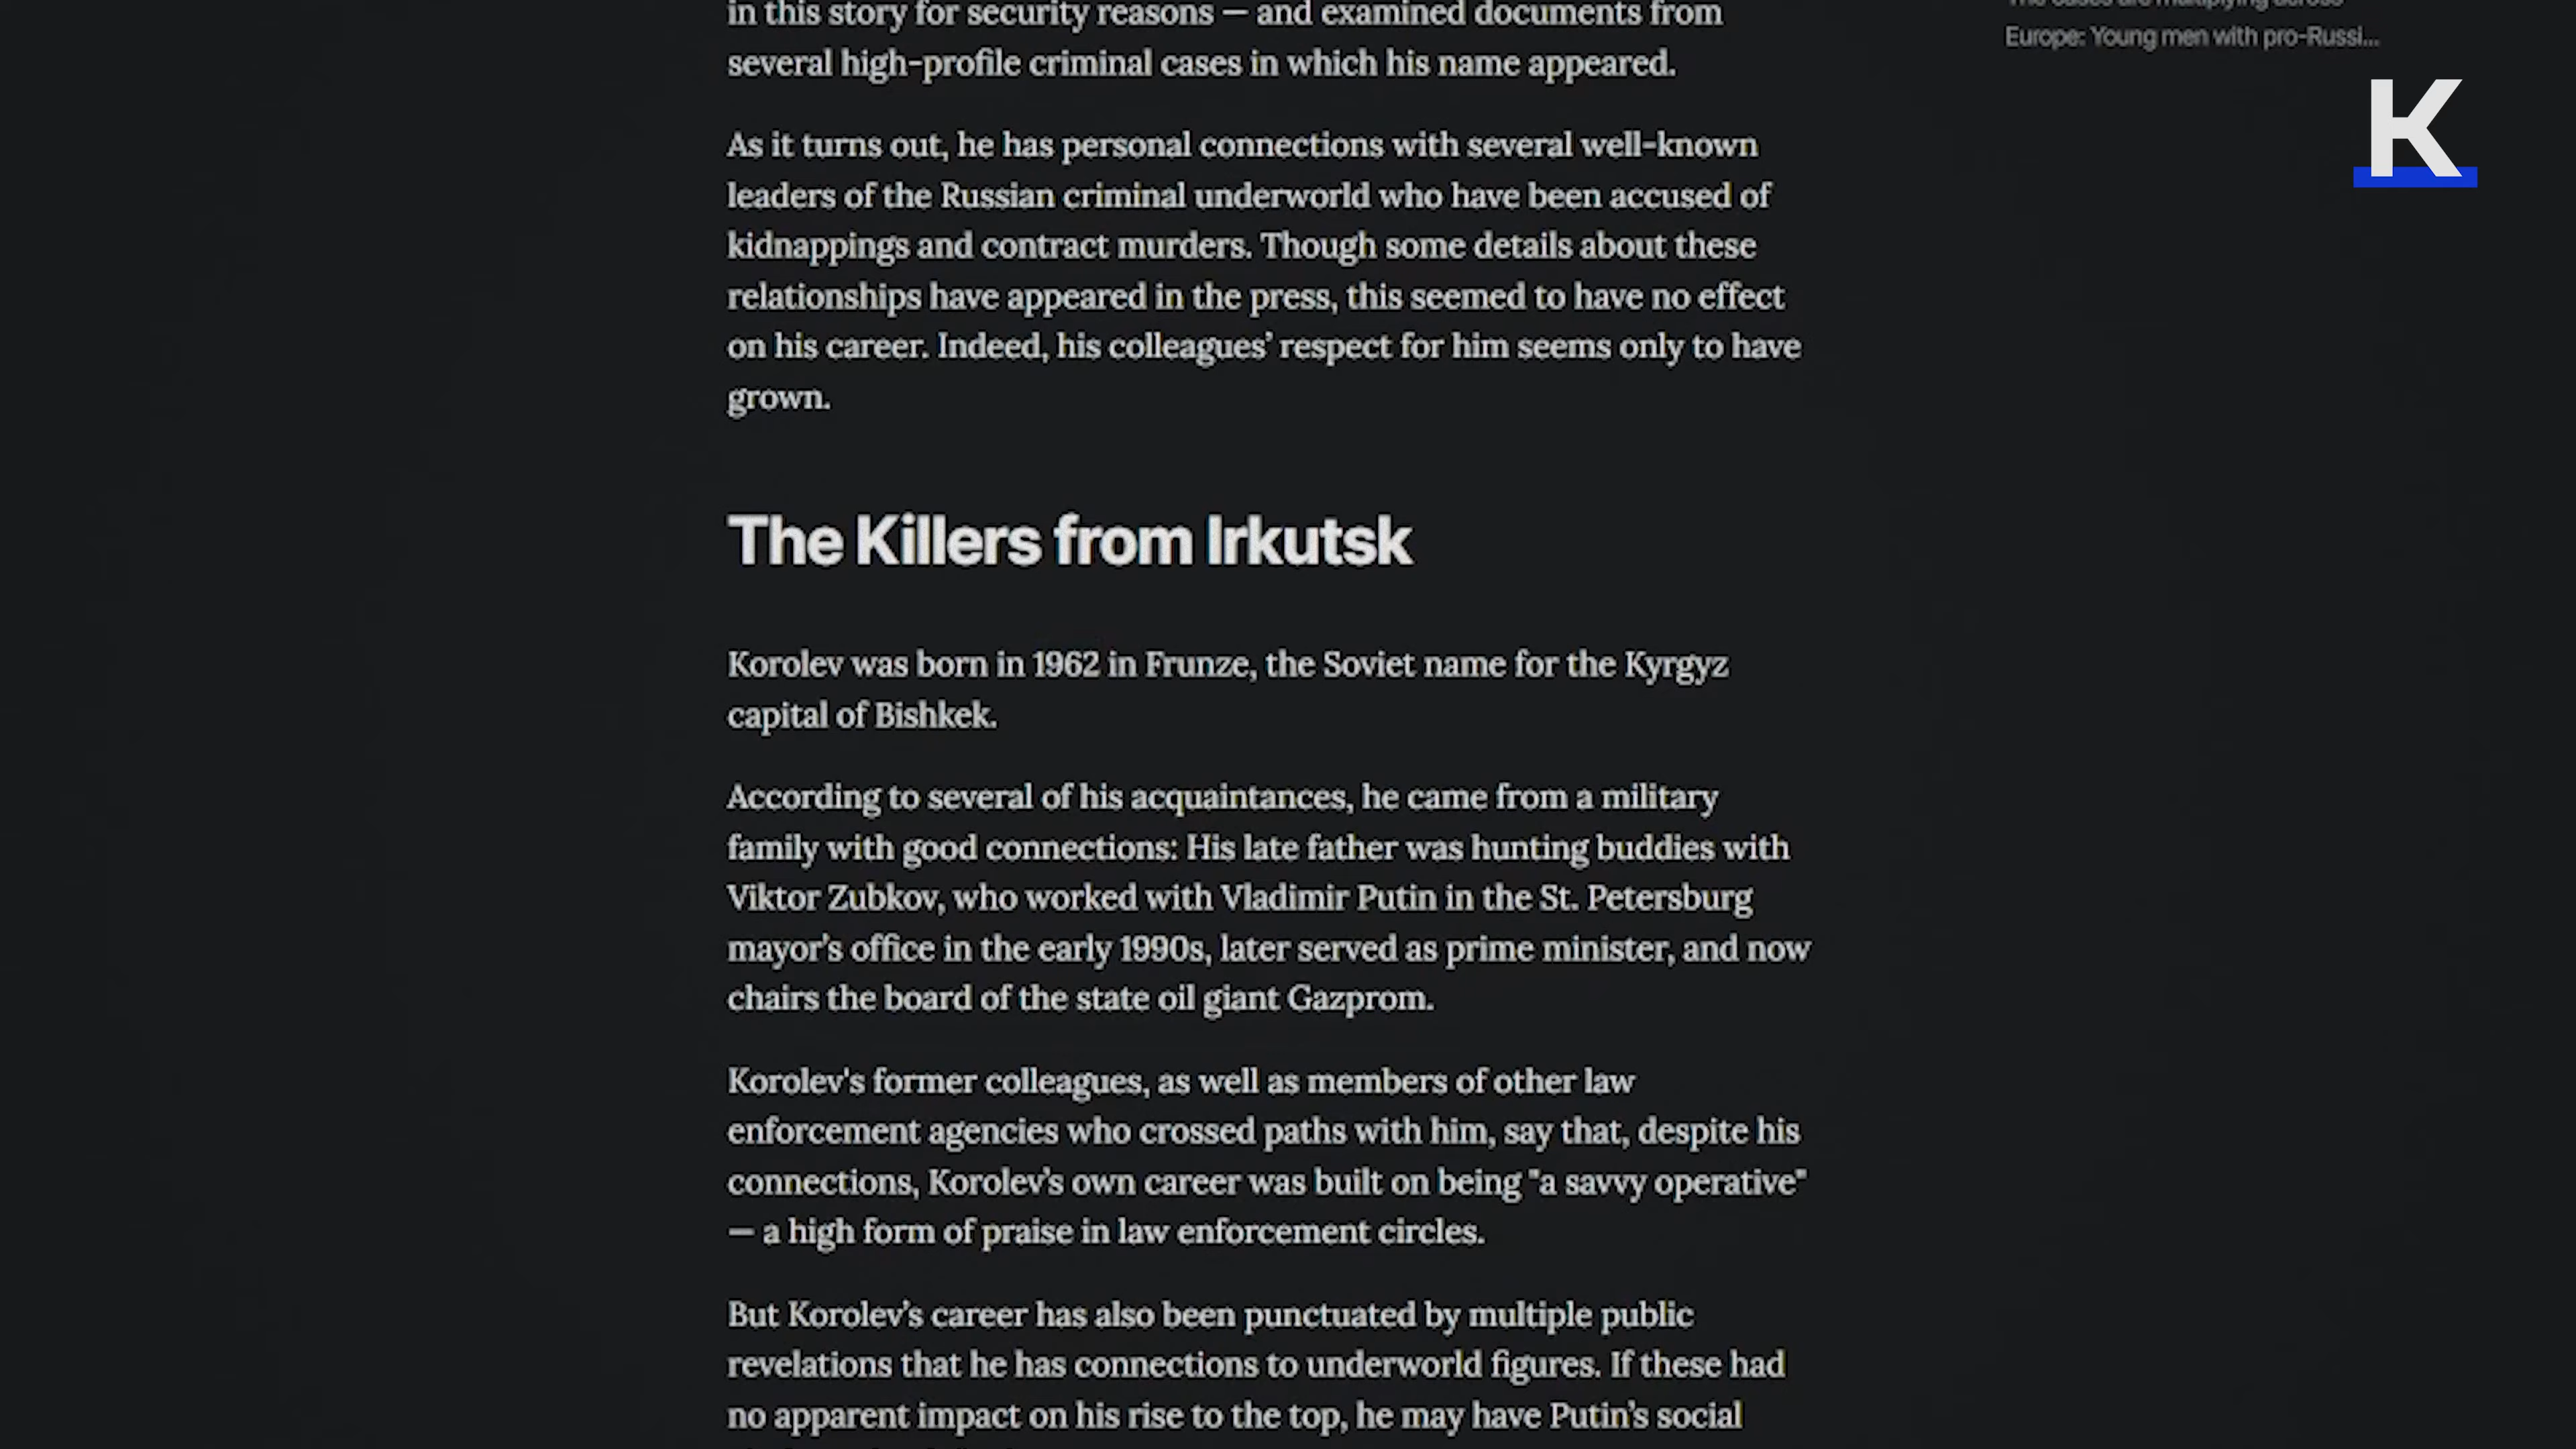 in this story for security reasons — and examined documents from
several high-profile criminal cases in which his name appeared.
As it turns out, he has personal connections with several well-known
leaders of the Russian criminal underworld who have been accused of
kidnappings and contract murders. Though some details about these
relationships have appeared in the press, this seemed to have no effect
on his career. Indeed, his colleagues’ respect for him seems only to have
grown.
The Killers from Irkutsk
Korolev was born in 1962 in Frunze, the Soviet name for the Kyrgyz
capital of Bishkek.
According to several of his acquaintances, he came from a military
family with good connections: His late father was hunting buddies with
Viktor Zubkov, who worked with Vladimir Putin in the St. Petersburg
mayor’s office in the early 1990s, later served as prime minister, and now
chairs the board of the state oil giant Gazprom.
Korolev's former colleagues, as well as members of other law
enforcement agencies who crossed paths with him, say that, despite his
connections, Korolev’s own career was built on being "a savvy operative"
— a high form of praise in law enforcement circles.
But Korolev’s career has also been punctuated by multiple public
revelations that he has connections to underworld figures. If these had
no apparent impact on his rise to the top, he may have Putin’s social
The cases are multiplying across
Europe: Young men with pro-Russi...
K